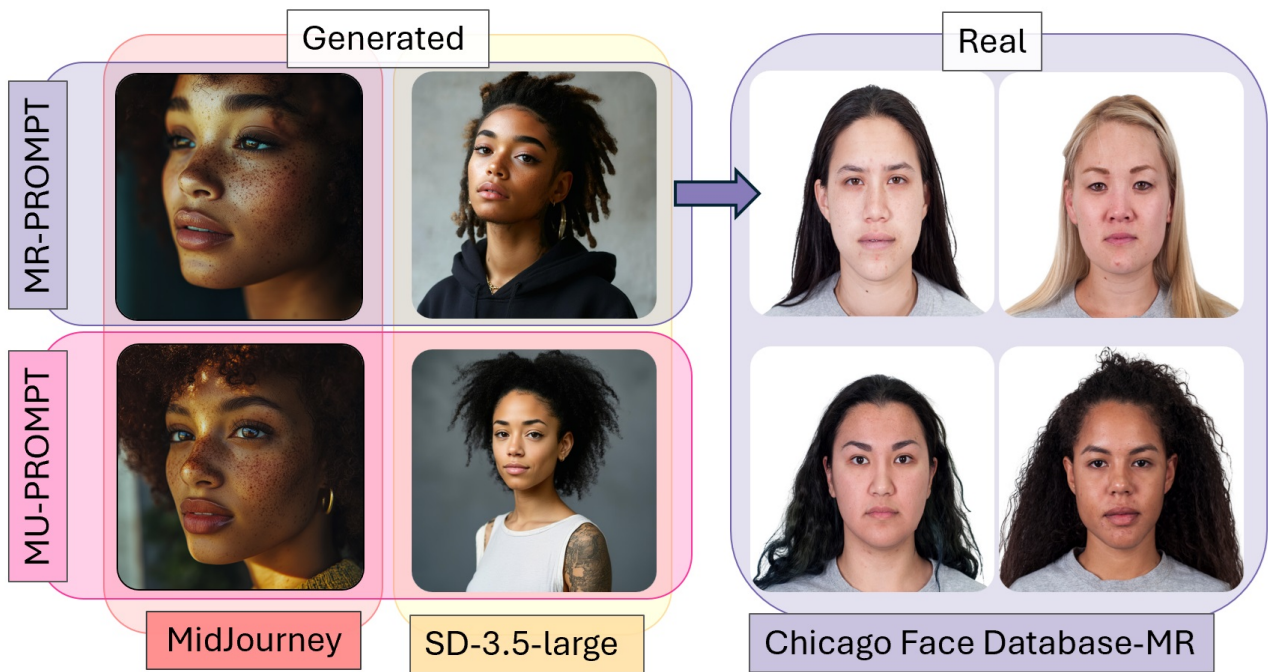 Generated
Real
MR-PROMPT
MU-PROMPT
MidJourney
SD-3.5-large
Chicago Face Database-MR